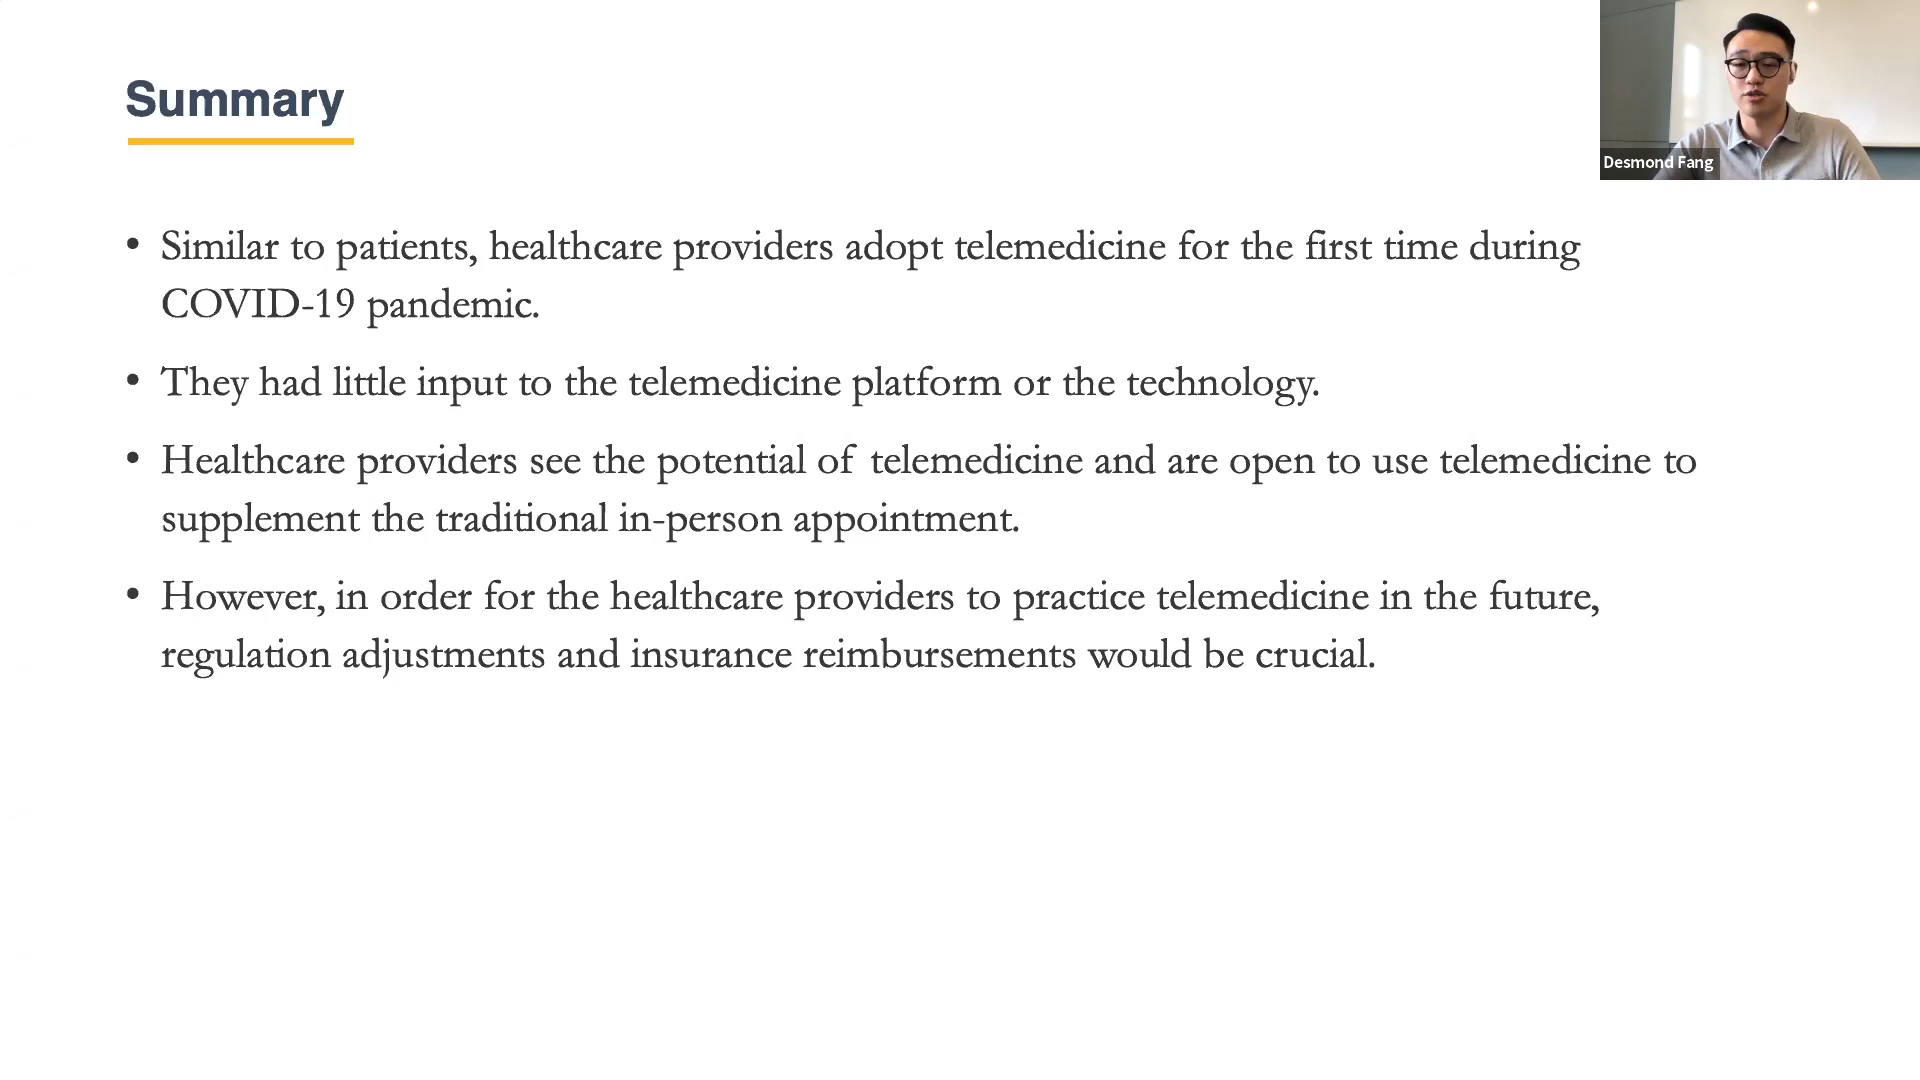 Summary
Desmond Fang
• Similar to patients, healthcare providers adopt telemedicine for the first time during
COVID-19 pandemic.
• They had little input to the telemedicine platform or the technology.
• Healthcare providers see the potential of telemedicine and are open to use telemedicine to
supplement the traditional in-person appointment.
• However, in order for the healthcare providers to practice telemedicine in the future,
regulation adjustments and insurance reimbursements would be crucial.